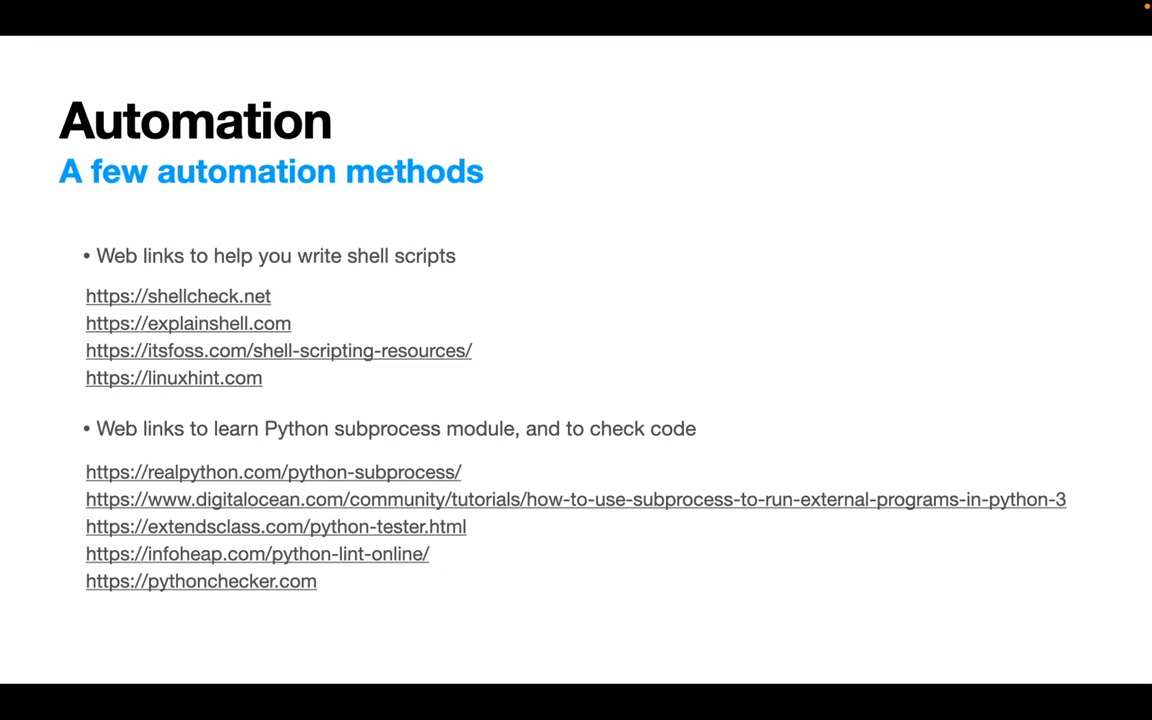 Automation
A few automation methods
• Web links to help you write shell scripts
https://shellcheck.net
https://explainshell.com
https://itsfoss.com/shell-scripting-resources/
https://linuxhint.com
• Web links to learn Python subprocess module, and to check code
https://realpython.com/python-subprocess/
https://www.digitalocean.com/community/tutorials/how-to-use-subprocess-to-run-external-programs-in-python-3
https://extendsclass.com/python-tester.html
https://infoheap.com/python-lint-online/
https://pythonchecker.com